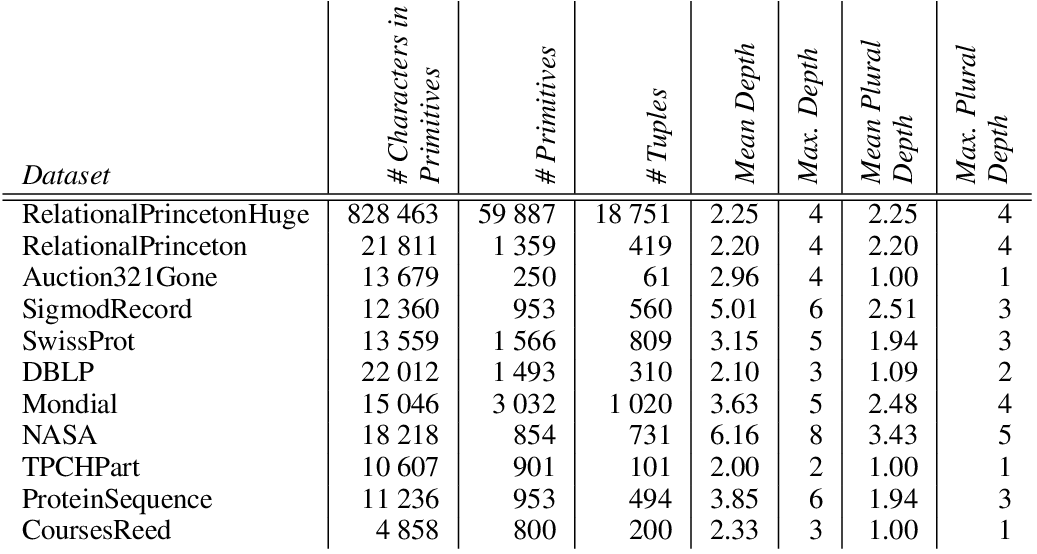 Dataset # Characters in Primitives # Primitives # Tuples Mean Depth Max. Depth Mean Plural Depth Max. Plural Depth
RelationalPrincetonHuge 828 463 59 887 18 751 2.25 4 2.25 4
RelationalPrinceton 21 811 1 359 419 2.20 4 2.20 4
Auction321Gone 13 679 250 61 2.96 4 1.00 1
SigmodRecord 12 360 953 560 5.01 6 2.51 3
SwissProt 13 559 1 566 809 3.15 5 1.94 3
DBLP 22 012 1 493 310 2.10 3 1.09 2
Mondial 15 046 3 032 1 020 3.63 5 2.48 4
NASA 18 218 854 731 6.16 8 3.43 5
TPCHPart 10 607 901 101 2.00 2 1.00 1
ProteinSequence 11 236 953 494 3.85 6 1.94 3
CoursesReed 4 858 800 200 2.33 3 1.00 1